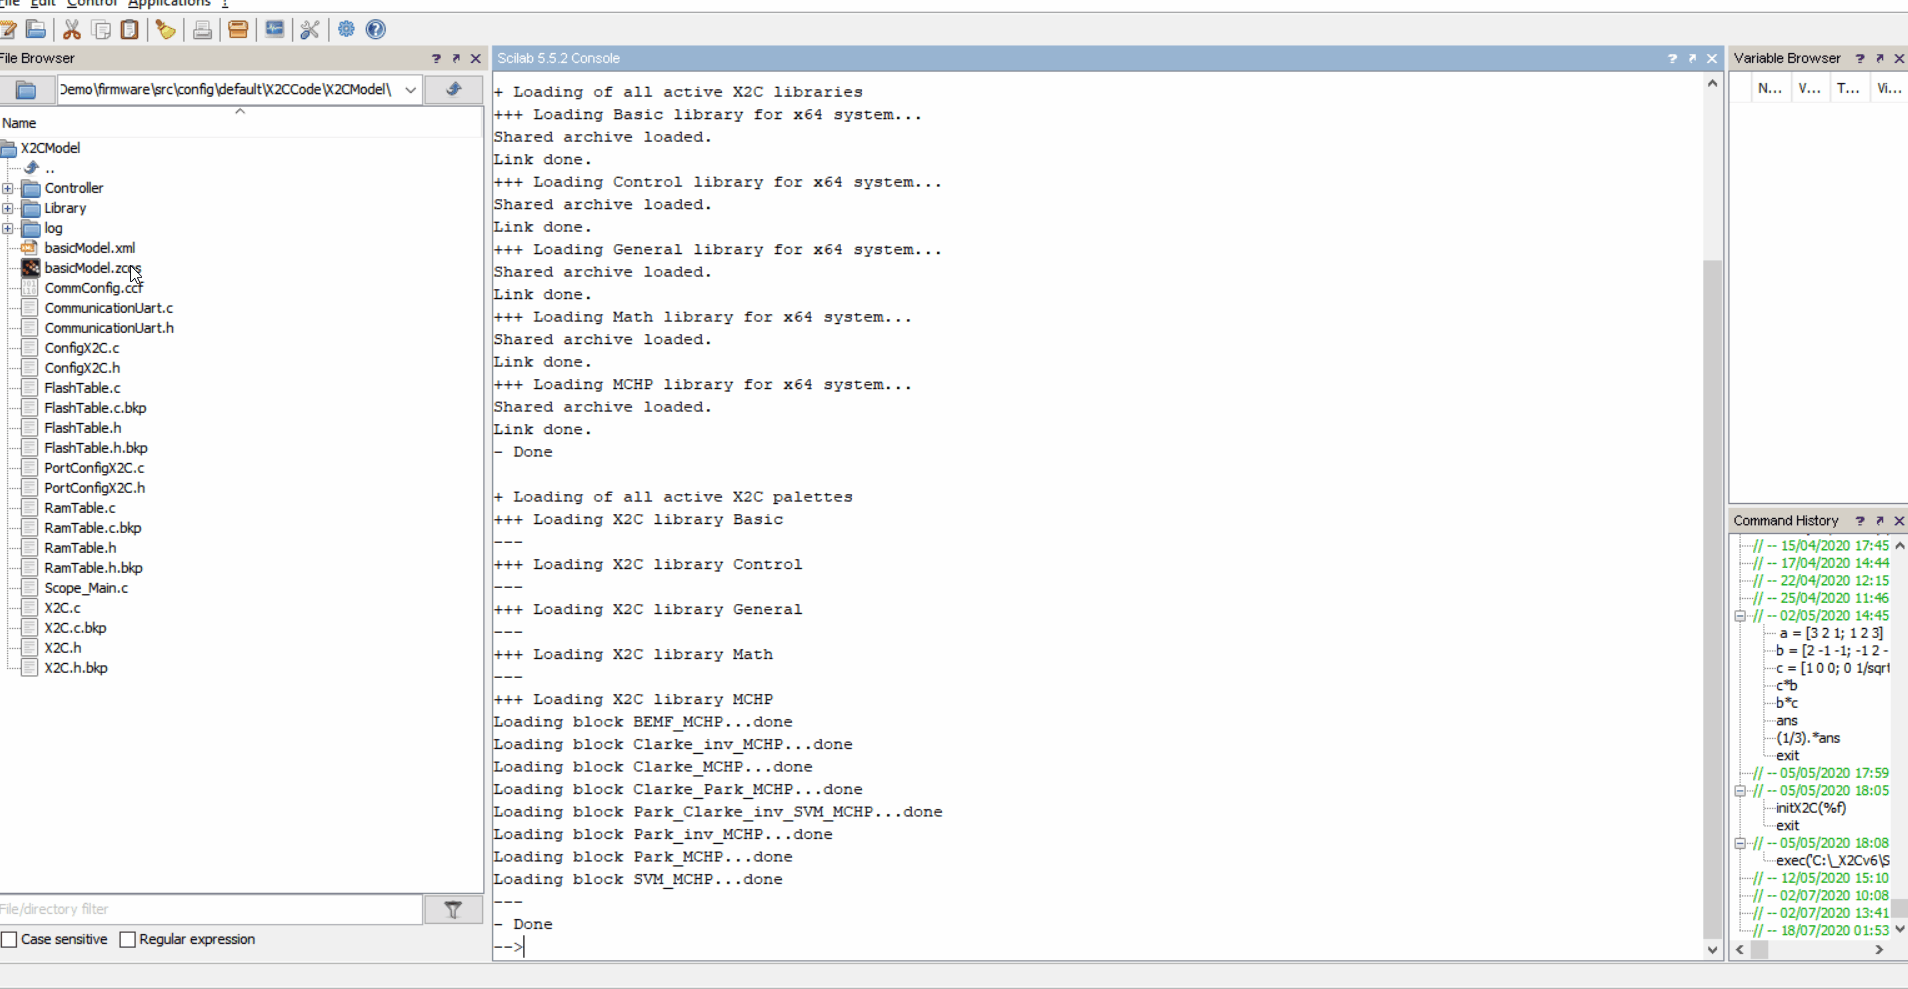 File Edit Control Applications ?
File Browser
Demo\firmware\src\config\default\X2CCode\X2CModel\
Name
X2CModel
..
Controller
Library
log
basicModel.xml
basicModel.zcos
CommConfig.ccf
CommunicationUart.c
CommunicationUart.h
ConfigX2C.c
ConfigX2C.h
FlashTable.c
FlashTable.c.bkp
FlashTable.h
FlashTable.h.bkp
PortConfigX2C.c
PortConfigX2C.h
RamTable.c
RamTable.c.bkp
RamTable.h
RamTable.h.bkp
Scope_Main.c
X2C.c
X2C.c.bkp
X2C.h
X2C.h.bkp
File/directory filter
Case sensitive Regular expression
Scilab 5.5.2 Console
+ Loading of all active X2C libraries
+++ Loading Basic library for x64 system...
Shared archive loaded.
Link done.
+++ Loading Control library for x64 system...
Shared archive loaded.
Link done.
+++ Loading General library for x64 system...
Shared archive loaded.
Link done.
+++ Loading Math library for x64 system...
Shared archive loaded.
Link done.
+++ Loading MCHP library for x64 system...
Shared archive loaded.
Link done.
- Done
+ Loading of all active X2C palettes
+++ Loading X2C library Basic
---
+++ Loading X2C library Control
---
+++ Loading X2C library General
---
+++ Loading X2C library Math
---
+++ Loading X2C library MCHP
Loading block BEMF_MCHP...done
Loading block Clarke_inv_MCHP...done
Loading block Clarke_MCHP...done
Loading block Clarke_Park_MCHP...done
Loading block Park_Clarke_inv_SVM_MCHP...done
Loading block Park_inv_MCHP...done
Loading block Park_MCHP...done
Loading block SVM_MCHP...done
---
- Done
-->
Variable Browser
N... V... T... Vi...
Command History
// -- 15/04/2020 17:45
// -- 17/04/2020 14:44
// -- 22/04/2020 12:15
// -- 25/04/2020 11:46
// -- 02/05/2020 14:45
a = [3 2 1; 1 2 3]
b = [2 -1 -1; -1 2 -
c = [1 0 0; 0 1/sqrt
c*b
b*c
ans
(1/3).*ans
exit
// -- 05/05/2020 17:59
// -- 05/05/2020 18:05
initX2C(%f)
exit
// -- 05/05/2020 18:08
exec('C:\_X2Cv6\S
// -- 12/05/2020 15:10
// -- 02/07/2020 10:08
// -- 02/07/2020 13:41
// -- 18/07/2020 01:53